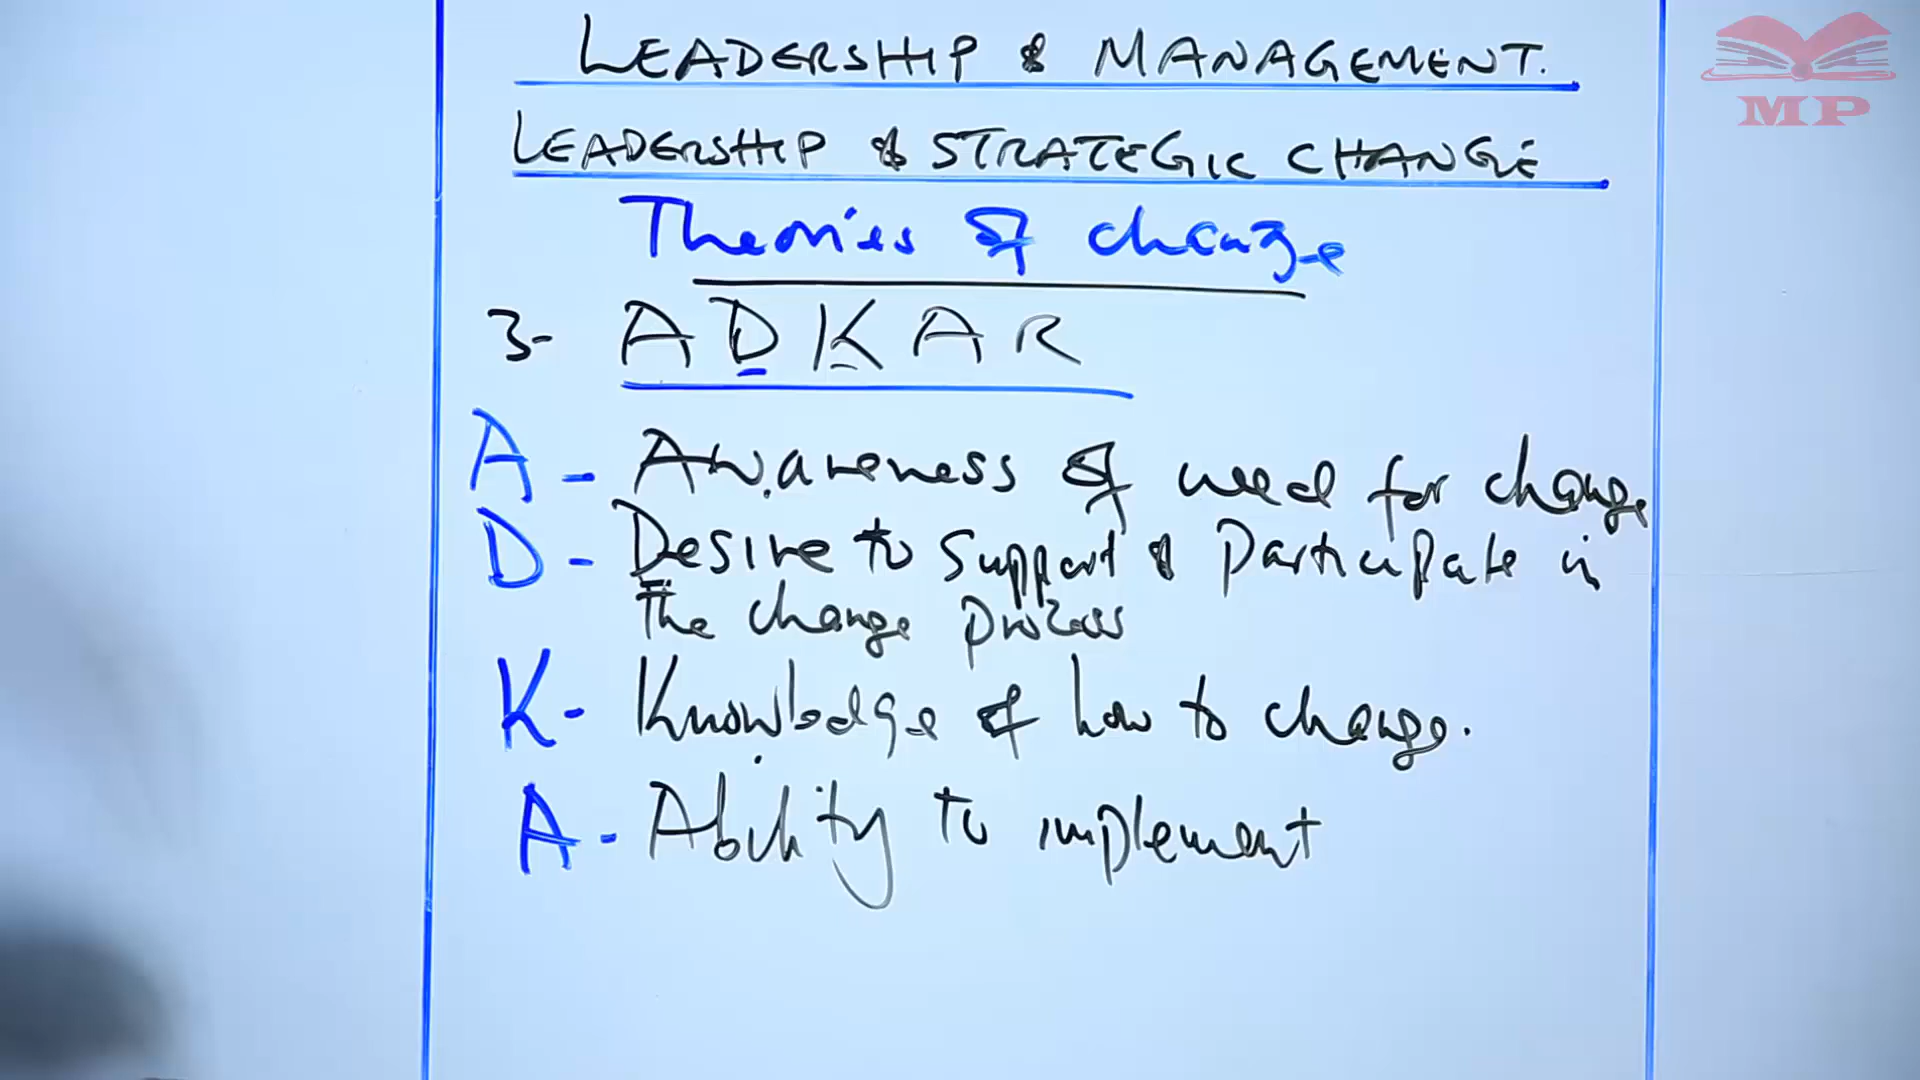 LEADERSHIP & MANAGEMENT.
MP
LEADERSHIP & STRATEGIC CHANGE
Theories of change
3- ADKAR
A - Awareness of need for change
D - Desire to support & Participate in
the change process
K - Knowledge of how to change.
A - Ability to implement